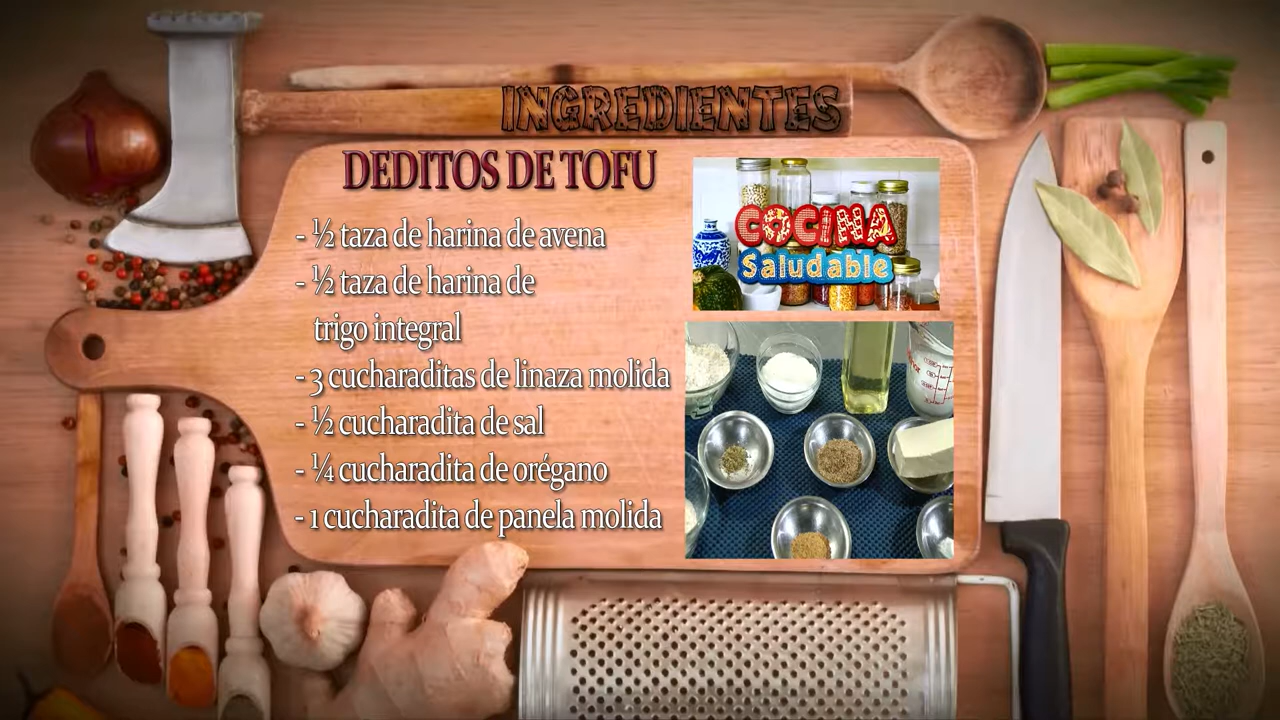 INGREDIENTES
DEDITOS DE TOFU
- ½ taza de harina de avena
- ½ taza de harina de
trigo integral
- 3 cucharaditas de linaza molida
- ½ cucharadita de sal
- ¼ cucharadita de orégano
- 1 cucharadita de panela molida
COCINA
Saludable